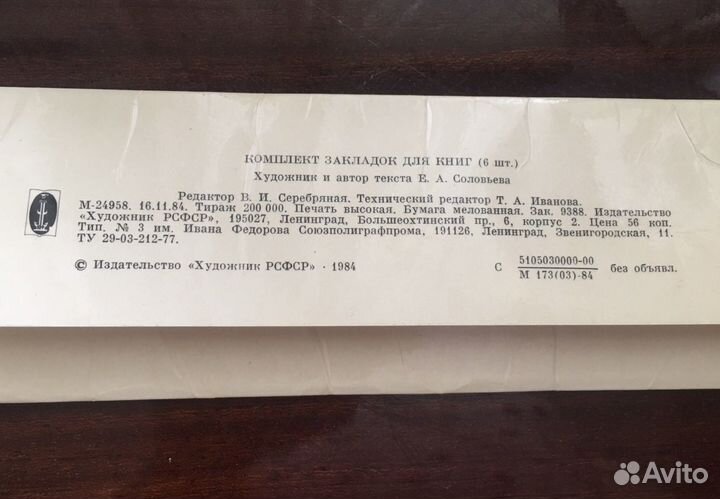 КОМПЛЕКТ ЗАКЛАДОК ДЛЯ КНИГ (6 шт.)
Художник и автор текста Е. А. Соловьева
Редактор В. И. Серебряная. Технический редактор Т. А. Иванова.
М-24958. 16.11.84. Тираж 200 000. Печать высокая. Бумага мелованная. Зак. 9388. Издательство
«Художник РСФСР», 195027, Ленинград, Большеохтинский пр., 6, корпус 2. Цена 56 коп.
Тип. № 3 им. Ивана Федорова Союзполиграфпрома, 191126, Ленинград, Звенигородская, 11.
ТУ 29-03-212-77.
© Издательство «Художник РСФСР» · 1984
С 5105030000-00 без объявл.
М 173(03)-84
Avito